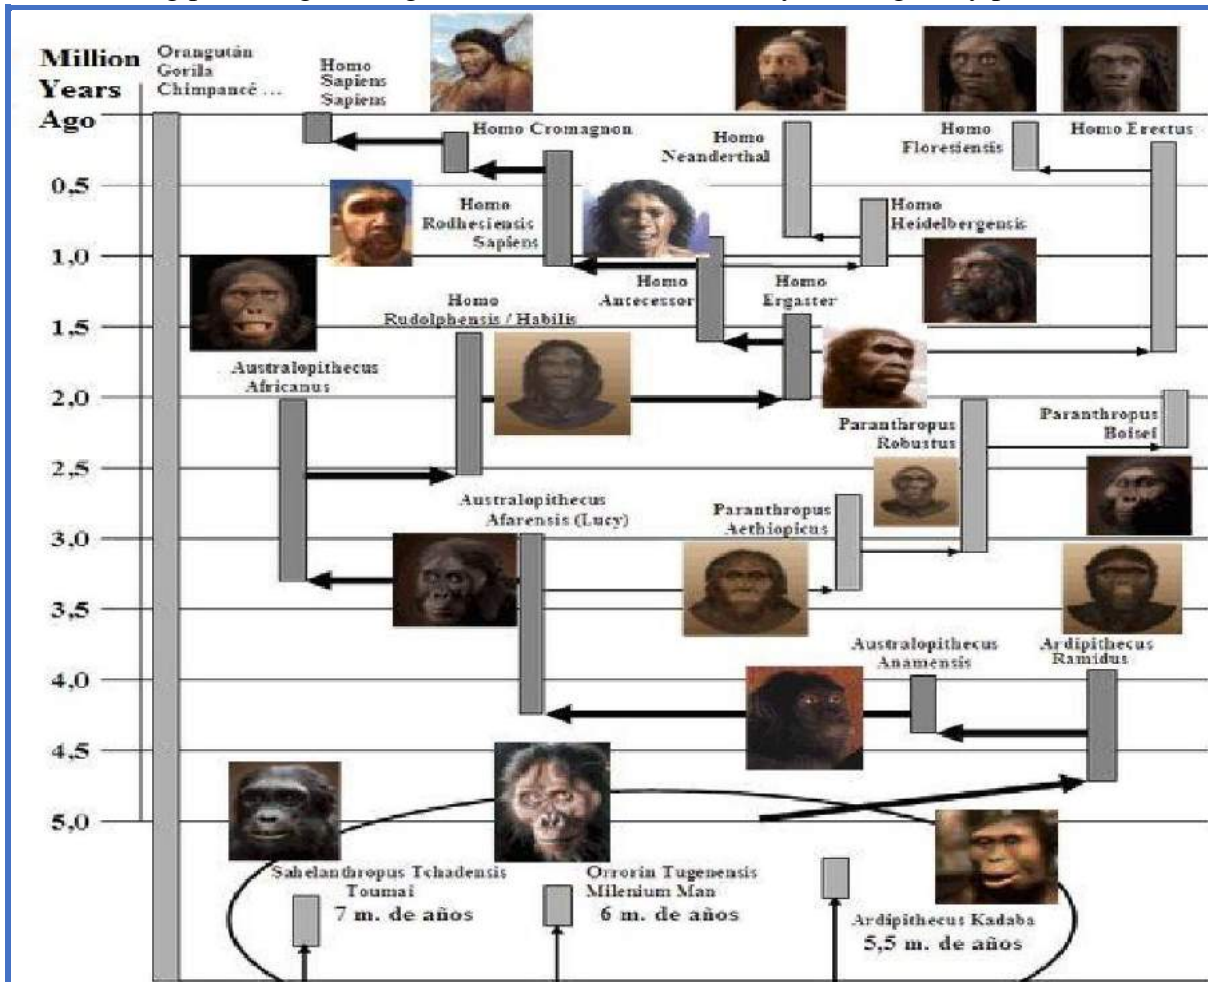 Million
Years
Ago
Orangután
Gorila
Chimpancé ...
Homo
Sapiens
Sapiens
Homo Cromagnon
Homo
Neanderthal
Homo
Floresiensis
Homo Erectus
0,5
Homo
Rodhesiensis
Sapiens
Homo
Heidelbergensis
1,0
Homo
Antecessor
Homo
Ergaster
Homo
Rudolphensis / Habilis
1,5
Australopithecus
Africanus
2,0
Paranthropus
Robustus
Paranthropus
Boisei
2,5
Australopithecus
Afarensis (Lucy)
Paranthropus
Aethiopicus
3,0
3,5
Australopithecus
Anamensis
Ardipithecus
Ramidus
4,0
4,5
5,0
Sahelanthropus Tchadensis
Toumai
7 m. de años
Orrorin Tugenensis
Milenium Man
6 m. de años
Ardipithecus Kadaba
5,5 m. de años